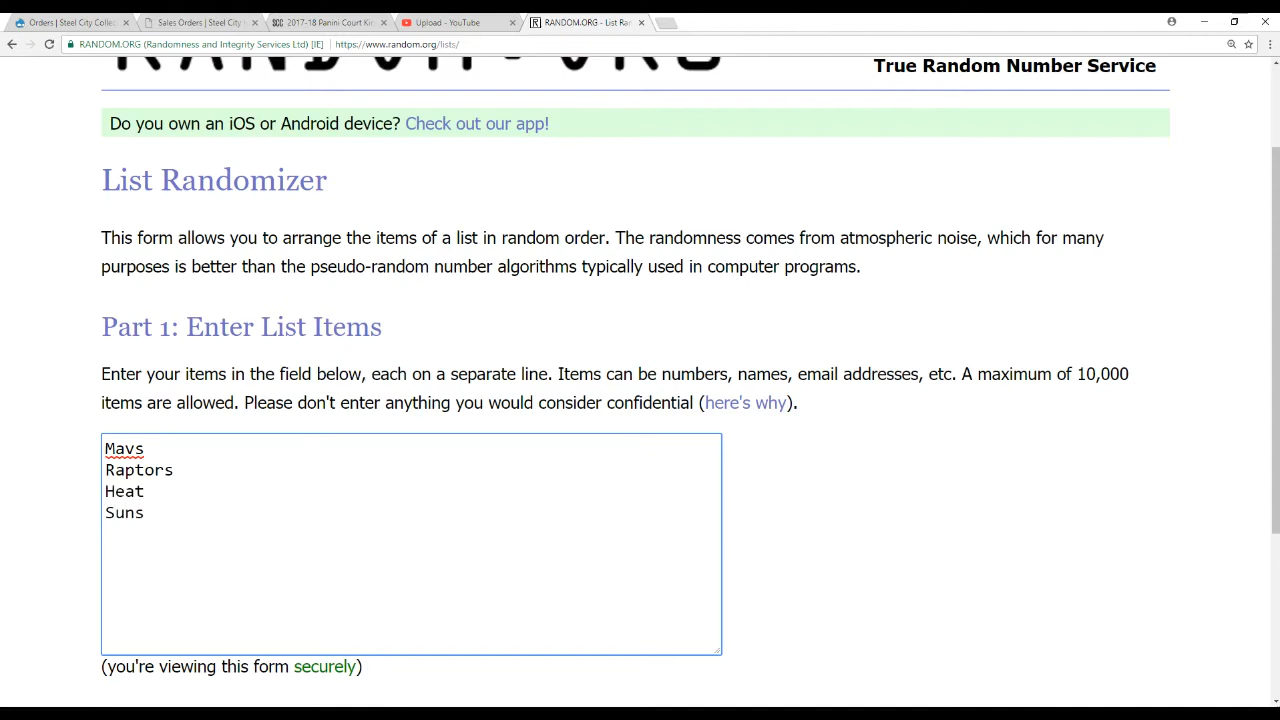 Orders | Steel City Collec
Sales Orders | Steel City
2017-18 Panini Court Kin
Upload - YouTube
RANDOM.ORG - List Ra
RANDOM.ORG (Randomness and Integrity Services Ltd) [IE] | https://www.random.org/lists/
RANDOM.ORG
True Random Number Service
Do you own an iOS or Android device? Check out our app!
List Randomizer
This form allows you to arrange the items of a list in random order. The randomness comes from atmospheric noise, which for many
purposes is better than the pseudo-random number algorithms typically used in computer programs.
Part 1: Enter List Items
Enter your items in the field below, each on a separate line. Items can be numbers, names, email addresses, etc. A maximum of 10,000
items are allowed. Please don't enter anything you would consider confidential (here's why).
Mavs
Raptors
Heat
Suns
(you're viewing this form securely)